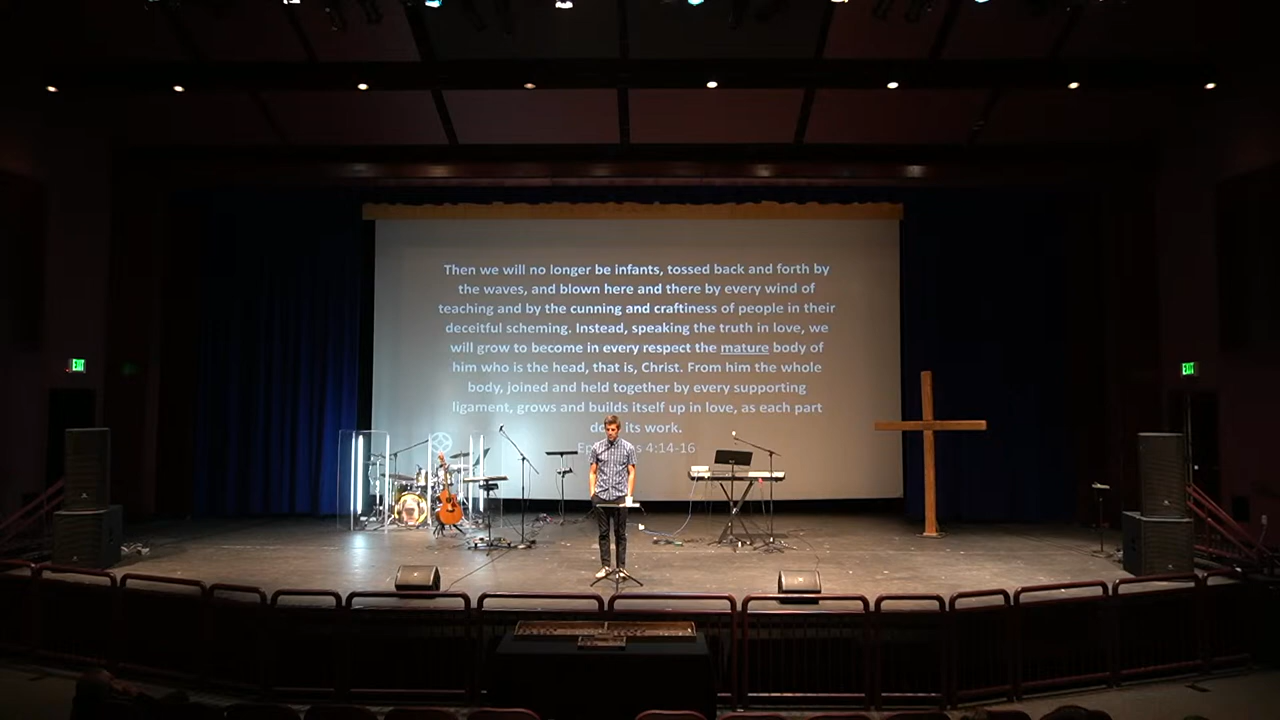 Then we will no longer be infants, tossed back and forth by
the waves, and blown here and there by every wind of
teaching and by the cunning and craftiness of people in their
deceitful scheming. Instead, speaking the truth in love, we
will grow to become in every respect the mature body of
him who is the head, that is, Christ. From him the whole
body, joined and held together by every supporting
ligament, grows and builds itself up in love, as each part
its work.
4:14-16
EXIT
EXIT